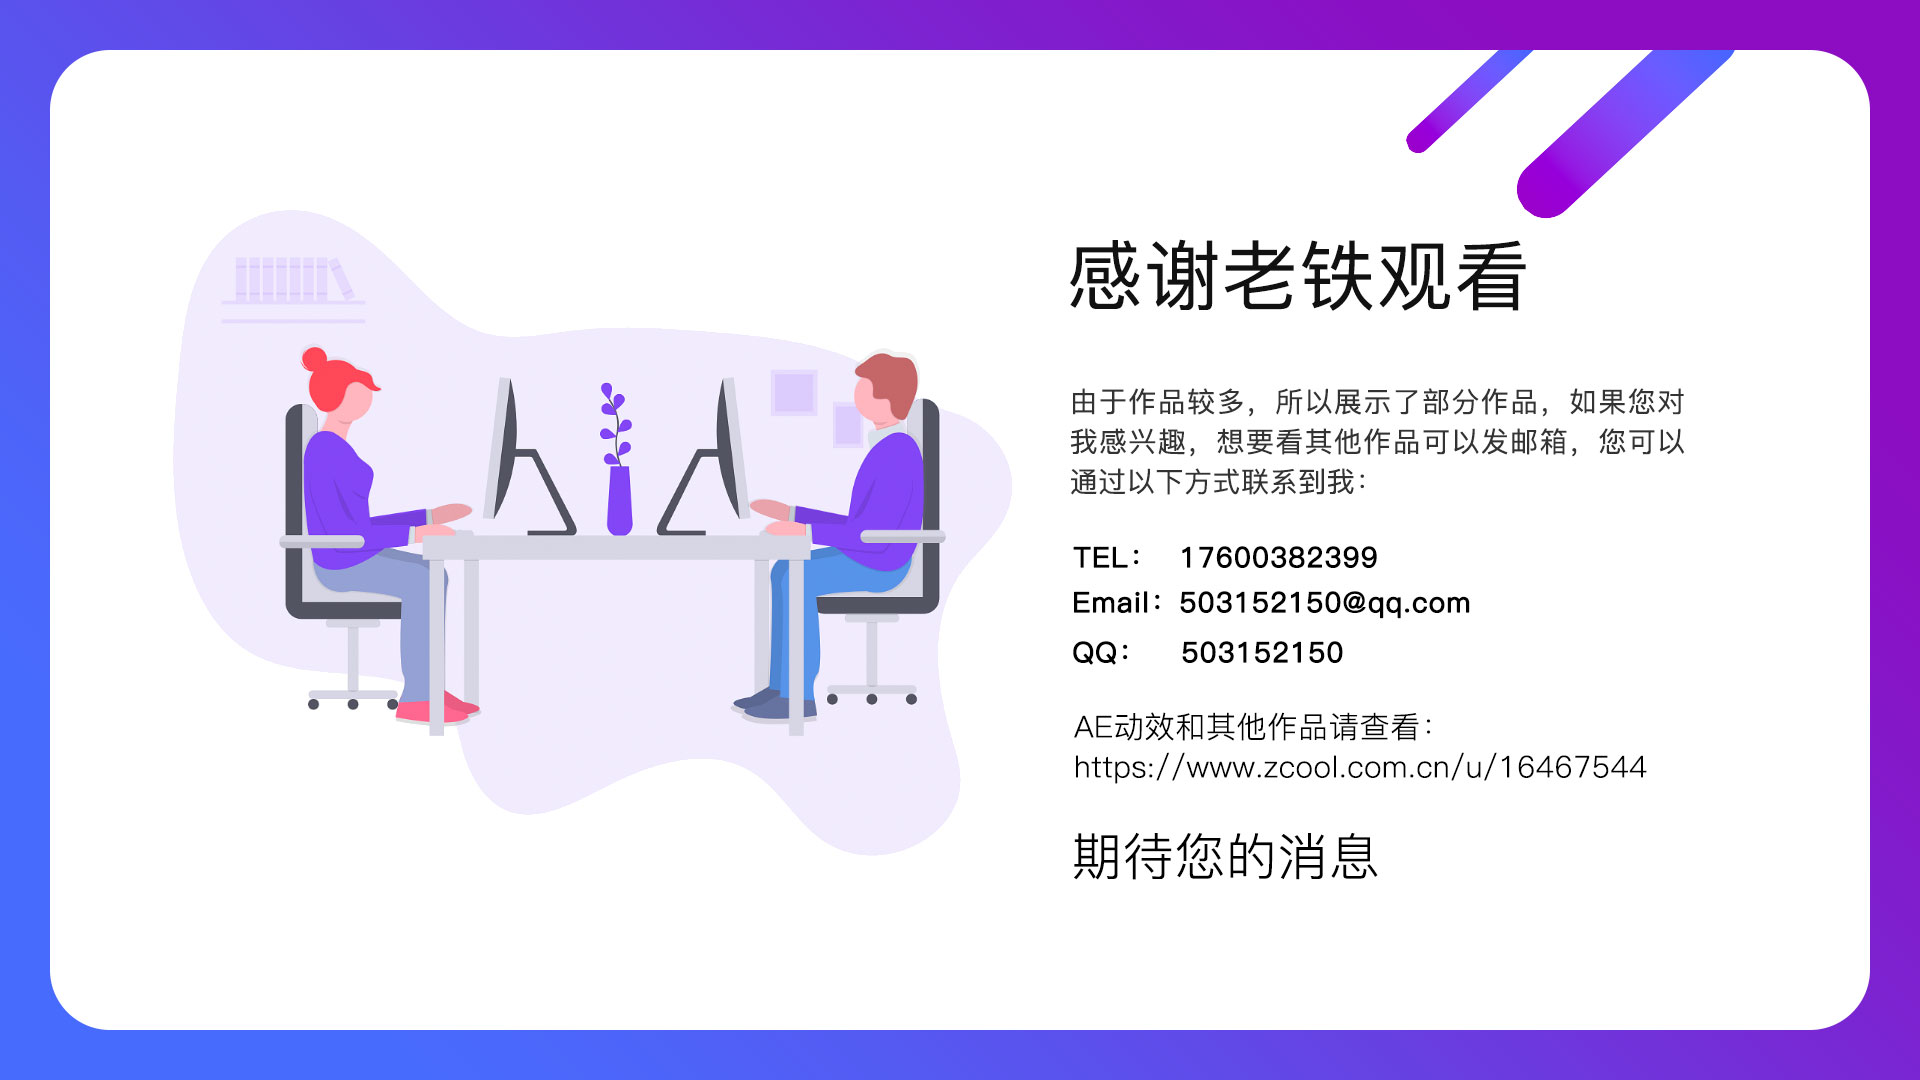 感谢老铁观看
由于作品较多，所以展示了部分作品，如果您对
我感兴趣，想要看其他作品可以发邮箱，您可以
通过以下方式联系到我：
TEL： 17600382399
Email：503152150@qq.com
QQ： 503152150
AE动效和其他作品请查看：
https://www.zcool.com.cn/u/16467544
期待您的消息